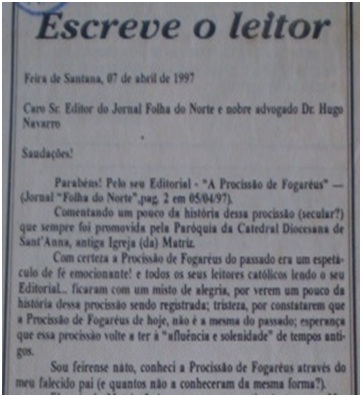 Escreve o leitor
Feira de Santana, 07 de abril de 1997
Caro Sr. Editor do Jornal Folha do Norte e nobre advogado Dr. Hugo
Navarro
Saudações!
Parabéns! Pelo seu Editorial - "A Procissão de Fogaréus" —
(Jornal "Folha do Norte",pag. 2 em 05/04/97).
Comentando um pouco da história dessa procissão (secular?)
que sempre foi promovida pela Paróquia da Catedral Diocesana de
Sant'Anna, antiga Igreja (da) Matriz.
Com certeza a Procissão de Fogaréus do passado era um espetá-
culo de fé emocionante! e todos os seus leitores católicos lendo o seu
Editorial... ficaram com um misto de alegria, por verem um pouco da
história dessa procissão sendo registrada; tristeza, por constatarem que
a Procissão de Fogaréus de hoje, não é a mesma do passado; esperança
que essa procissão volte a ter à "afluência e solenidade" de tempos anti-
gos.
Sou feirense nato, conheci a Procissão de Fogaréus através do
meu falecido pai (e quantos não a conheceram da mesma forma?).